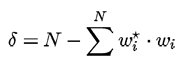 δ = N − ∑^N w_i^⋆ · w_i